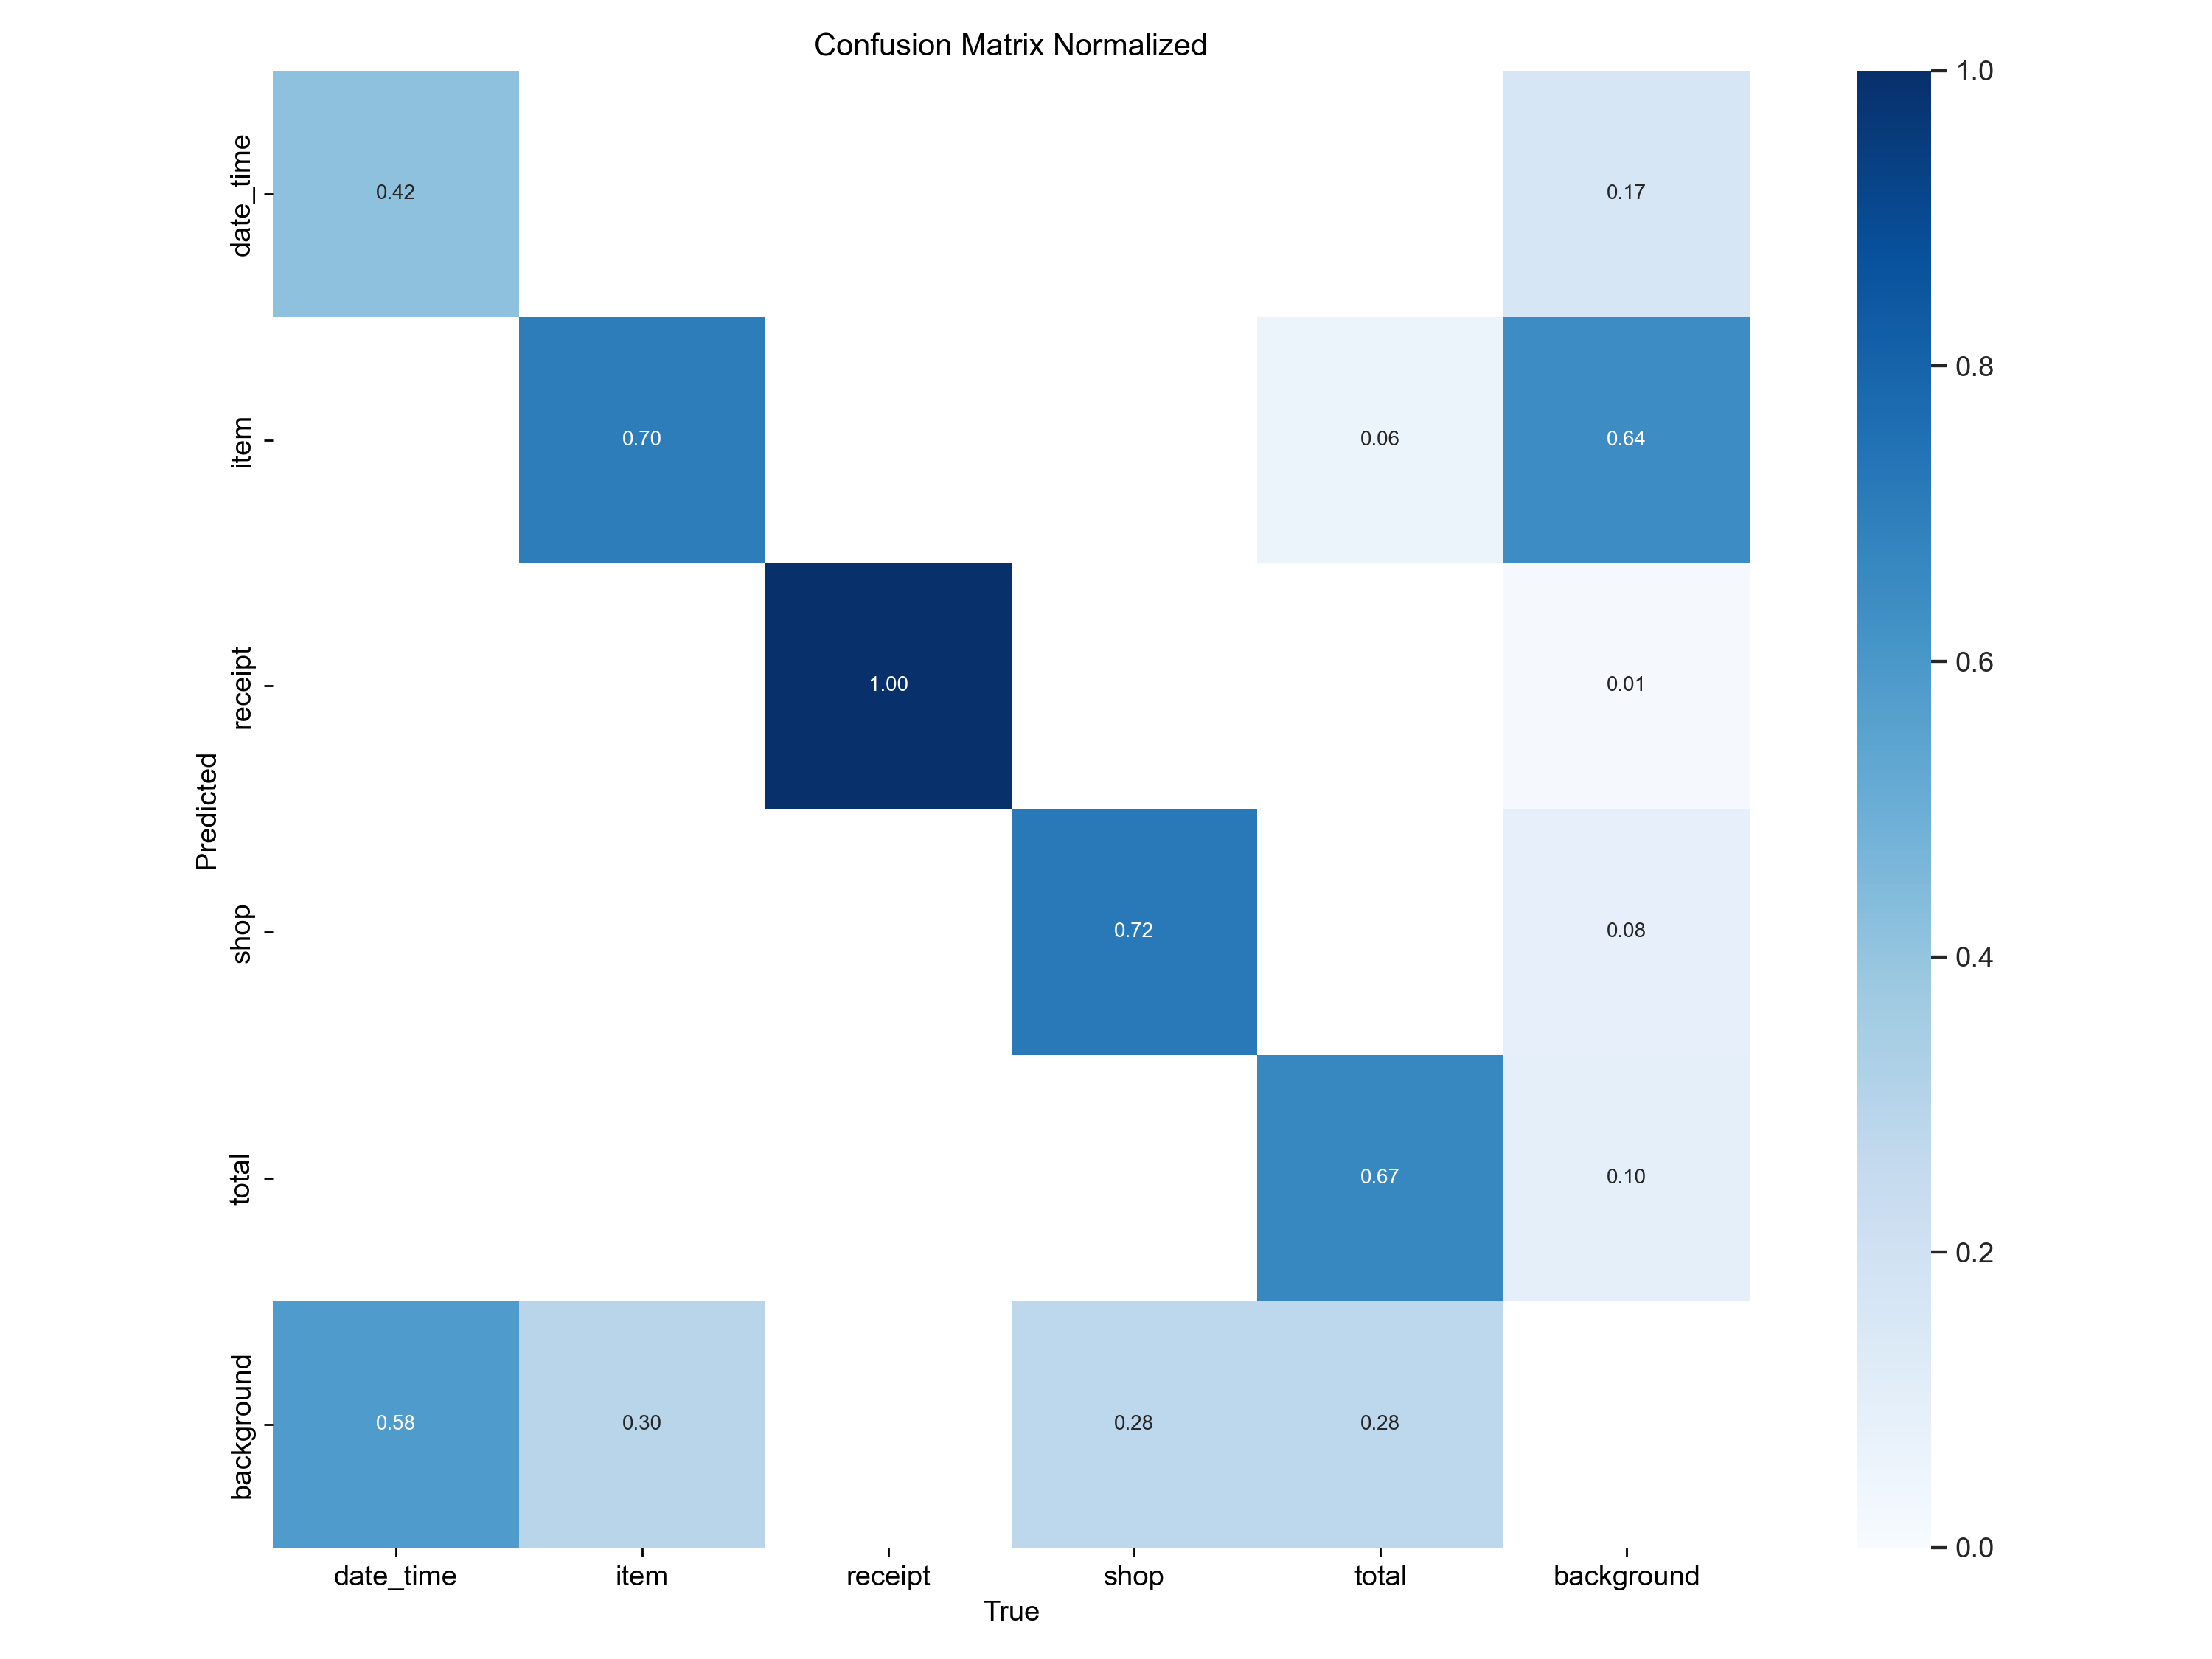 Confusion Matrix Normalized
date_time
0.42
0.17
item
0.70
0.06
0.64
receipt
1.00
0.01
shop
0.72
0.08
total
0.67
0.10
background
0.58
0.30
0.28
0.28
Predicted
date_time
item
receipt
shop
total
background
True
1.0
0.8
0.6
0.4
0.2
0.0